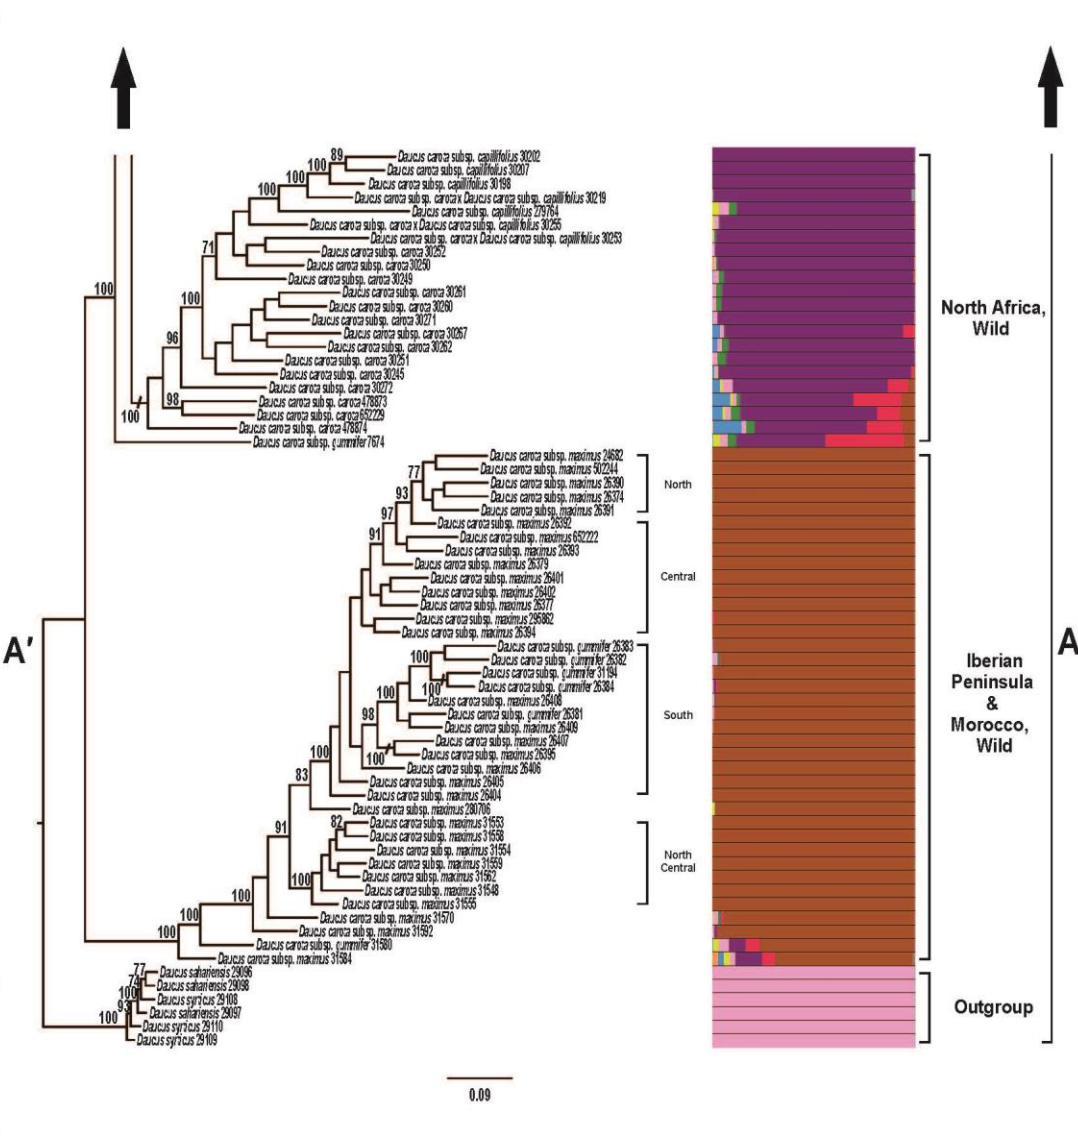 89
Daucus carota subsp. capillifolius 30202
Daucus carota subsp. capillifolius 30207
100
Daucus carota subsp. capillifolius 30198
100
Daucus carota subsp. carota x Daucus carota subsp. capillifolius 30219
100
Daucus carota subsp. capillifolius 279764
Daucus carota subsp. carota x Daucus carota subsp. capillifolius 30255
Daucus carota subsp. carota x Daucus carota subsp. capillifolius 30253
71
Daucus carota subsp. carota 30252
Daucus carota subsp. carota 30250
Daucus carota subsp. carota 30249
100
Daucus carota subsp. carota 30261
100
Daucus carota subsp. carota 30260
Daucus carota subsp. carota 30271
Daucus carota subsp. carota 30267
96
Daucus carota subsp. carota 30262
Daucus carota subsp. carota 30251
Daucus carota subsp. carota 30245
Daucus carota subsp. carota 30272
98
Daucus carota subsp. carota 478873
100
Daucus carota subsp. carota 652229
Daucus carota subsp. carota 478874
Daucus carota subsp. gummifer 7674
North Africa,
Wild
Daucus carota subsp. maximus 24682
77
Daucus carota subsp. maximus 502244
Daucus carota subsp. maximus 26390
93
Daucus carota subsp. maximus 26374
Daucus carota subsp. maximus 26391
North
97
Daucus carota subsp. maximus 26392
91
Daucus carota subsp. maximus 652222
Daucus carota subsp. maximus 26393
Daucus carota subsp. maximus 26379
Daucus carota subsp. maximus 26401
Daucus carota subsp. maximus 26402
Daucus carota subsp. maximus 26377
Daucus carota subsp. maximus 295862
Daucus carota subsp. maximus 26394
Central
A′
A
Daucus carota subsp. gummifer 26383
100
Daucus carota subsp. gummifer 26382
Daucus carota subsp. gummifer 31194
100
Daucus carota subsp. gummifer 26384
100
Daucus carota subsp. maximus 26408
98
Daucus carota subsp. gummifer 26381
Daucus carota subsp. maximus 26409
Daucus carota subsp. maximus 26407
100
Daucus carota subsp. maximus 26395
100
Daucus carota subsp. maximus 26406
83
Daucus carota subsp. maximus 26405
Daucus carota subsp. maximus 26404
South
Iberian
Peninsula
&
Morocco,
Wild
Daucus carota subsp. maximus 280706
82
Daucus carota subsp. maximus 31553
91
Daucus carota subsp. maximus 31558
Daucus carota subsp. maximus 31554
Daucus carota subsp. maximus 31559
Daucus carota subsp. maximus 31562
100
Daucus carota subsp. maximus 31548
100
Daucus carota subsp. maximus 31555
North
Central
100
Daucus carota subsp. maximus 31570
100
Daucus carota subsp. maximus 31592
Daucus carota subsp. gummifer 31580
Daucus carota subsp. maximus 31584
77
Daucus sahariensis 29096
74
Daucus sahariensis 29098
100
Daucus syrticus 29108
93
Daucus sahariensis 29097
100
Daucus syrticus 29110
Daucus syrticus 29109
Outgroup
0.09